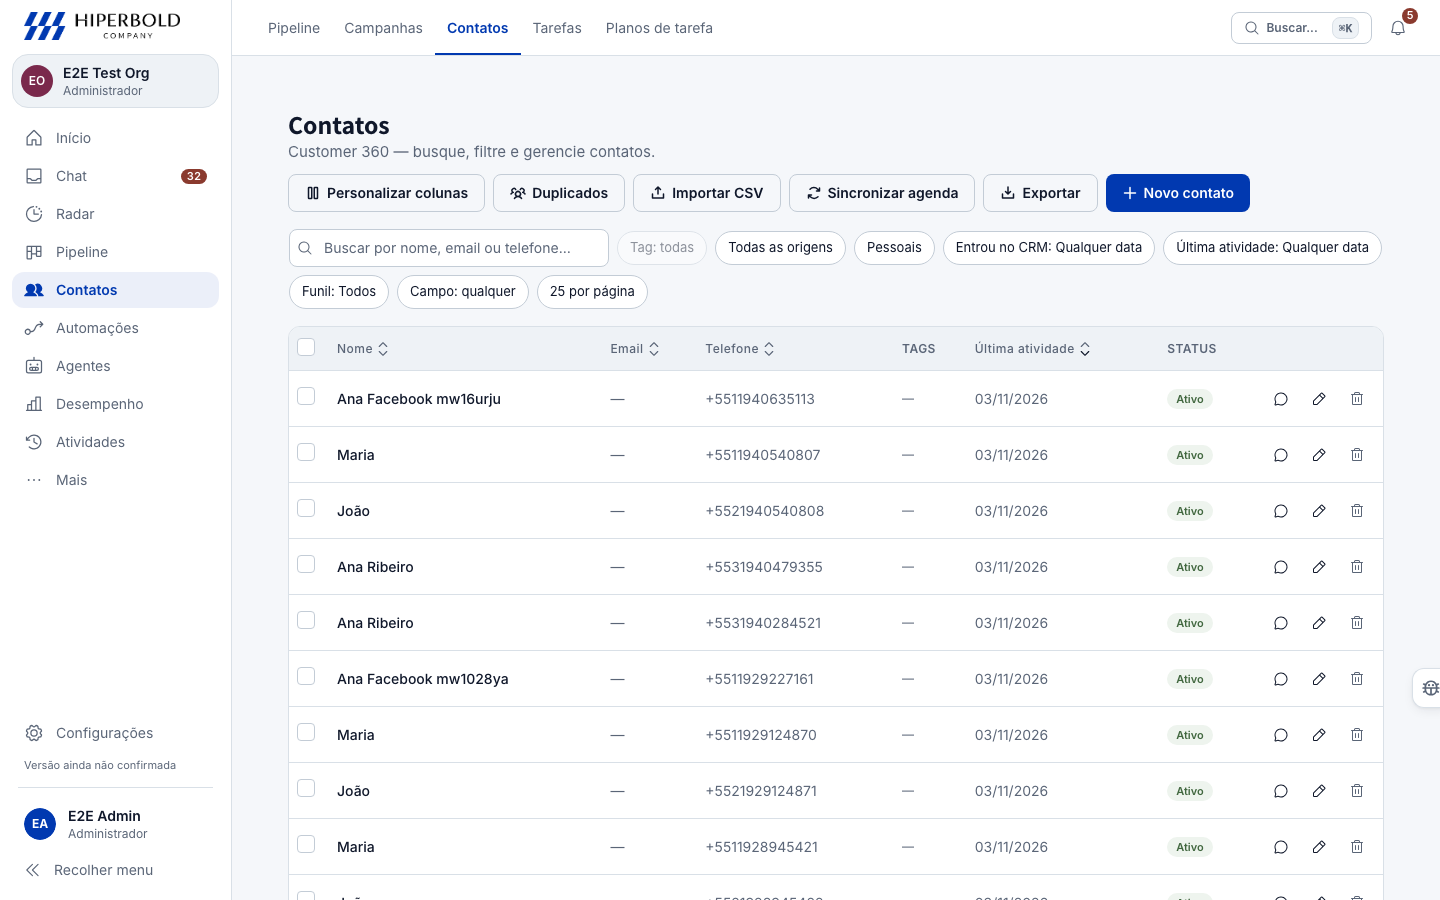 HIPERBOLD
COMPANY
EO
E2E Test Org
Administrador
Início
Chat 32
Radar
Pipeline
Contatos
Automações
Agentes
Desempenho
Atividades
Mais
Configurações
Versão ainda não confirmada
EA
E2E Admin
Administrador
Recolher menu
Pipeline Campanhas Contatos Tarefas Planos de tarefa
Buscar... ⌘K 5
Contatos
Customer 360 — busque, filtre e gerencie contatos.
Personalizar colunas Duplicados Importar CSV Sincronizar agenda Exportar Novo contato
Buscar por nome, email ou telefone... Tag: todas Todas as origens Pessoais Entrou no CRM: Qualquer data Última atividade: Qualquer data
Funil: Todos Campo: qualquer 25 por página
Nome Email Telefone TAGS Última atividade STATUS
Ana Facebook mw16urju — +5511940635113 — 03/11/2026 Ativo
Maria — +5511940540807 — 03/11/2026 Ativo
João — +5521940540808 — 03/11/2026 Ativo
Ana Ribeiro — +5531940479355 — 03/11/2026 Ativo
Ana Ribeiro — +5531940284521 — 03/11/2026 Ativo
Ana Facebook mw1028ya — +5511929227161 — 03/11/2026 Ativo
Maria — +5511929124870 — 03/11/2026 Ativo
João — +5521929124871 — 03/11/2026 Ativo
Maria — +5511928945421 — 03/11/2026 Ativo